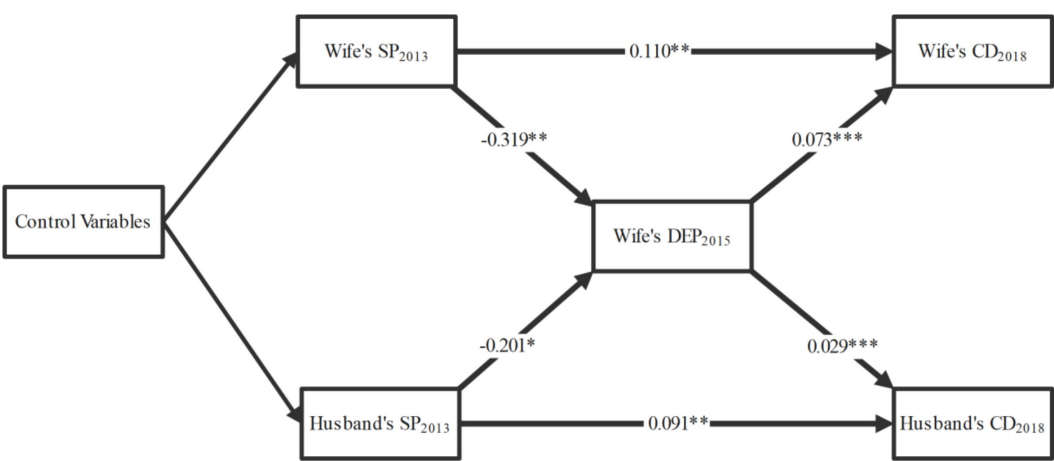 Wife's SP2013
0.110**
Wife's CD2018
-0.319**
0.073***
Control Variables
Wife's DEP2015
-0.201*
0.029***
Husband's SP2013
0.091**
Husband's CD2018